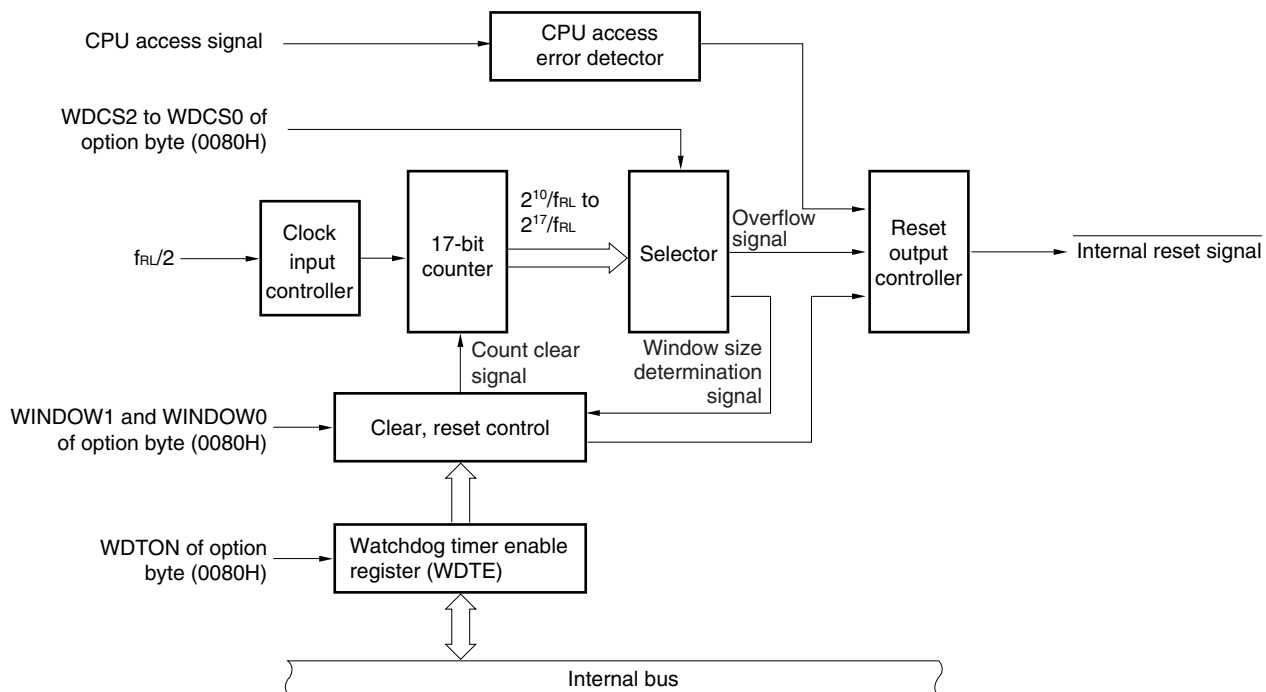 CPU access signal
CPU access
error detector
WDCS2 to WDCS0 of
option byte (0080H)
fRL/2
Clock
input
controller
17-bit
counter
2¹⁰/fRL to
2¹⁷/fRL
Selector
Overflow
signal
Reset
output
controller
Internal reset signal
Count clear
signal
Window size
determination
signal
WINDOW1 and WINDOW0
of option byte (0080H)
Clear, reset control
WDTON of option
byte (0080H)
Watchdog timer enable
register (WDTE)
Internal bus